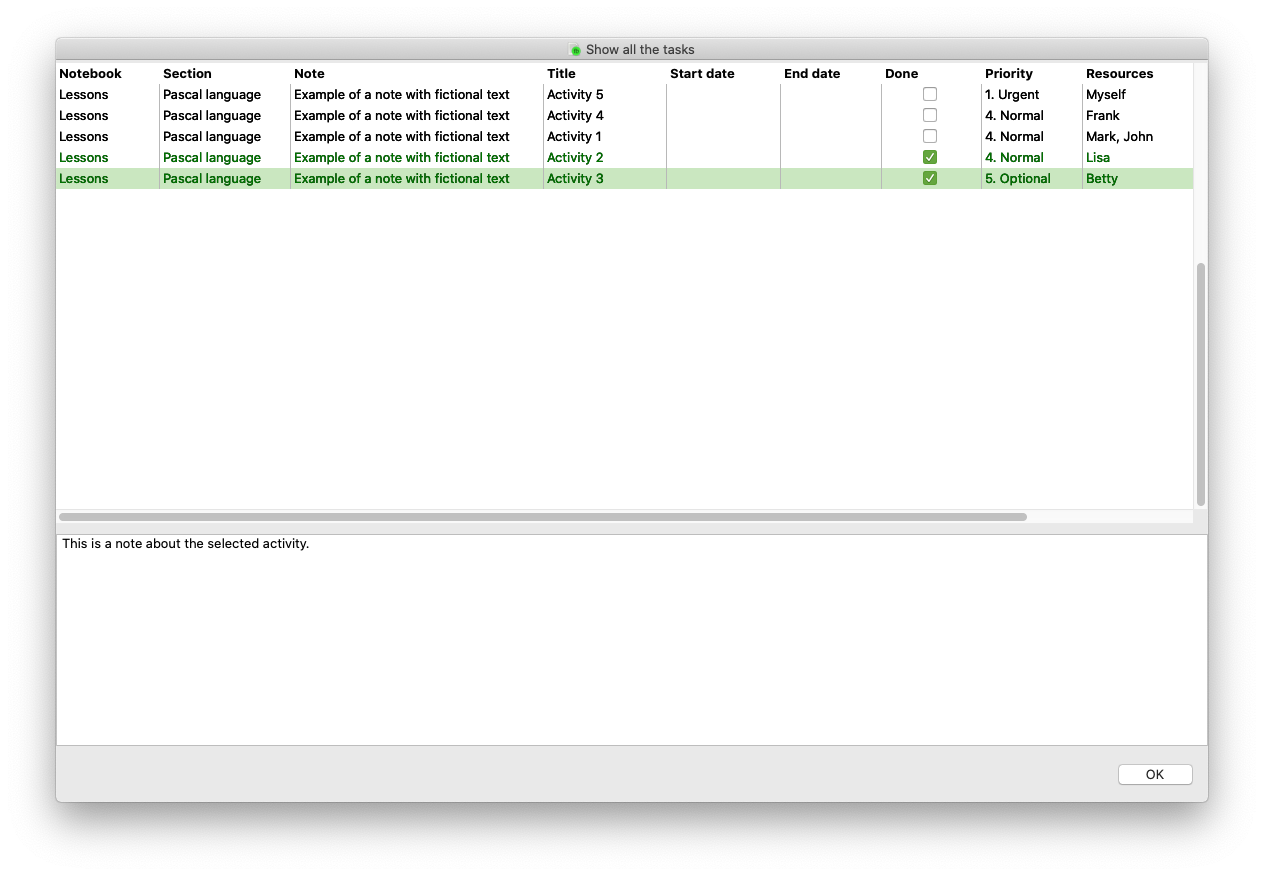 Show all the tasks
Notebook Section Note Title Start date End date Done Priority Resources
Lessons Pascal language Example of a note with fictional text Activity 5 1. Urgent Myself
Lessons Pascal language Example of a note with fictional text Activity 4 4. Normal Frank
Lessons Pascal language Example of a note with fictional text Activity 1 4. Normal Mark, John
Lessons Pascal language Example of a note with fictional text Activity 2 4. Normal Lisa
Lessons Pascal language Example of a note with fictional text Activity 3 5. Optional Betty
This is a note about the selected activity.
OK